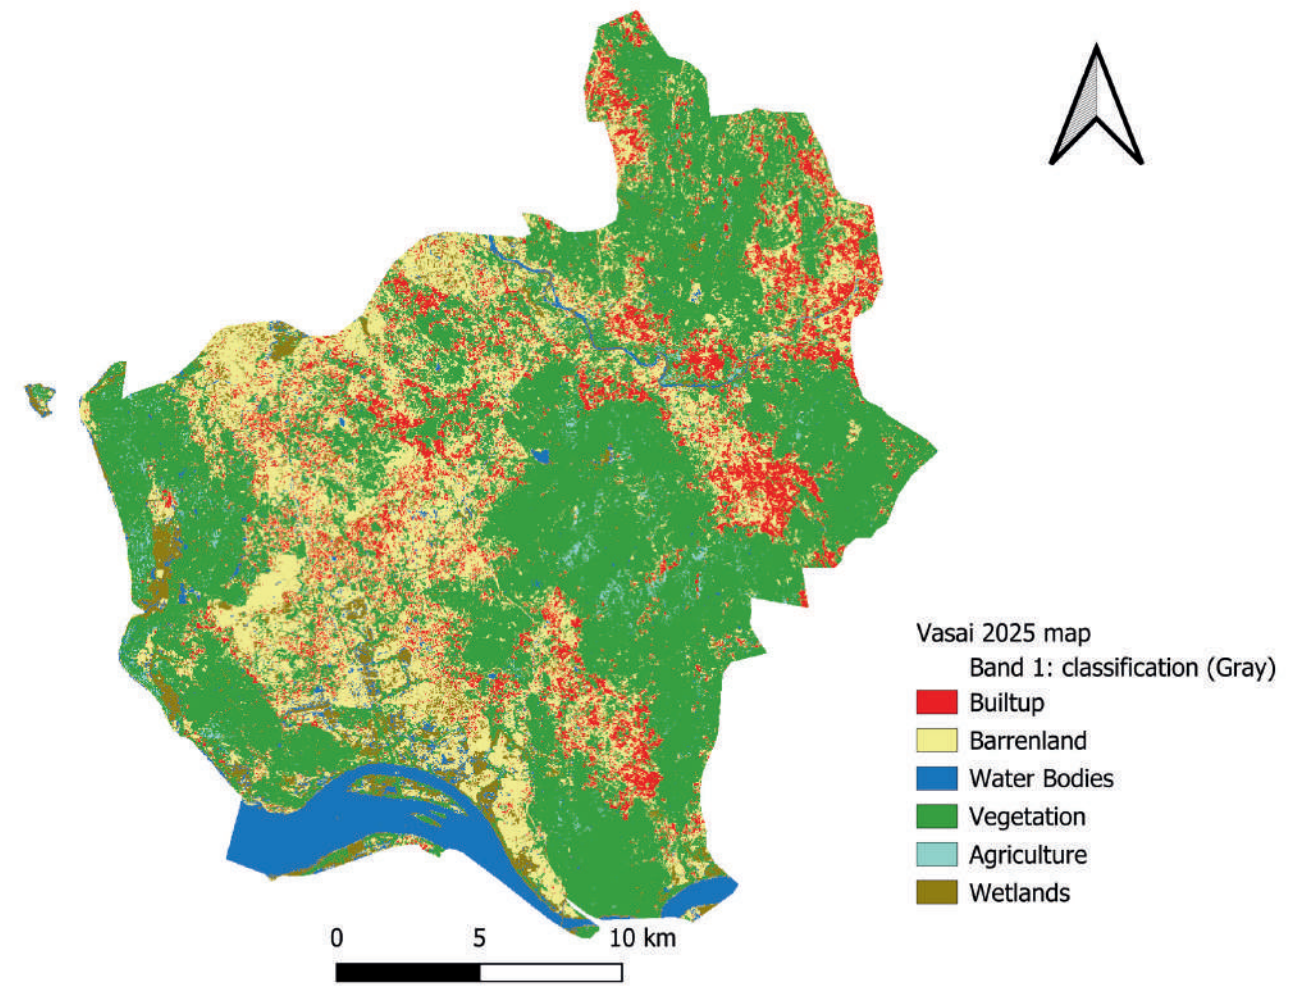 Vasai 2025 map
Band 1: classification (Gray)
Builtup
Barrenland
Water Bodies
Vegetation
Agriculture
Wetlands
0 5 10 km